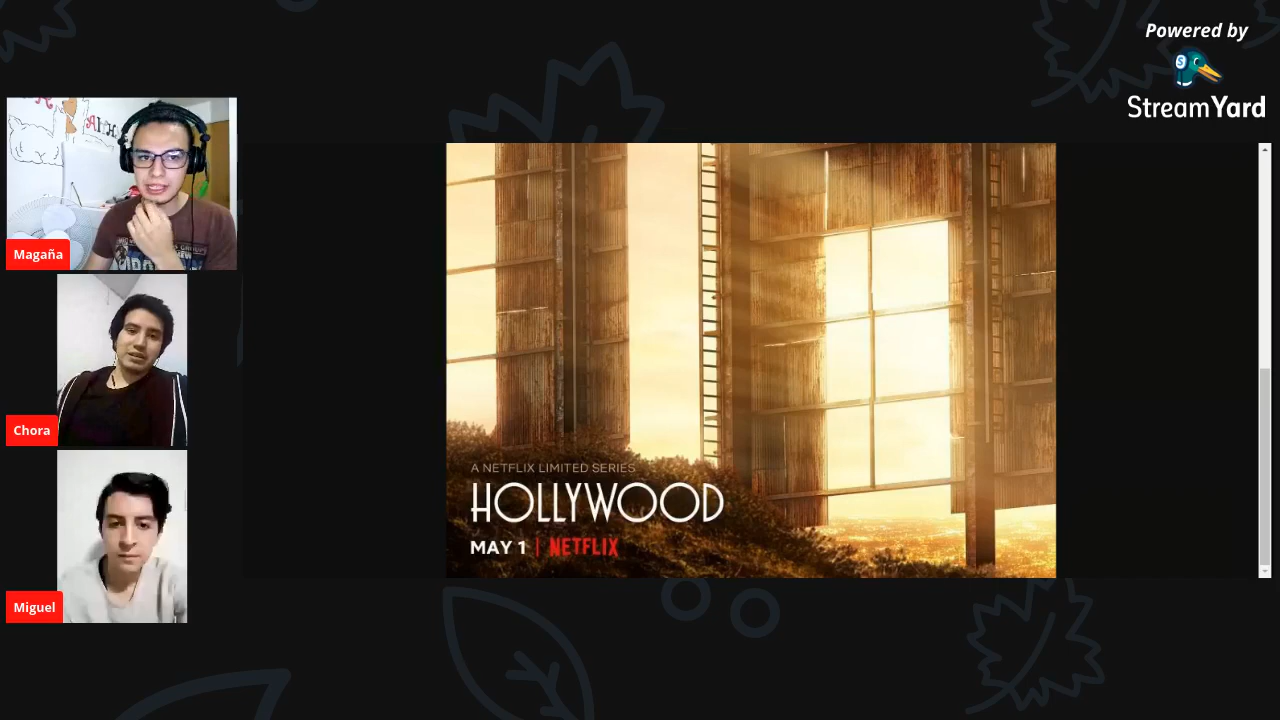 Powered by
StreamYard
Magaña
Chora
Miguel
A NETFLIX LIMITED SERIES
HOLLYWOOD
MAY 1 | NETFLIX